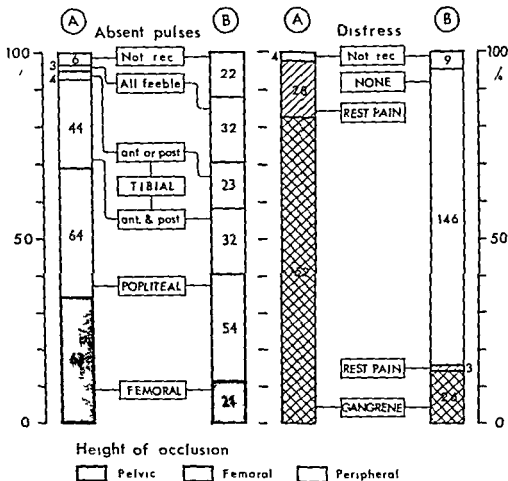 A Absent pulses B A Distress B
100 6 Not rec 4 Not rec 9 100
3 All feeble 22 NONE %
4 28 REST PAIN
44 32
ant or post 23
TIBIAL 146
50 ant. & post 32 50
64
POPLITEAL 54
REST PAIN 3
FEMORAL GANGRENE
0 0
Height of occlusion
Pelvic Femoral Peripheral